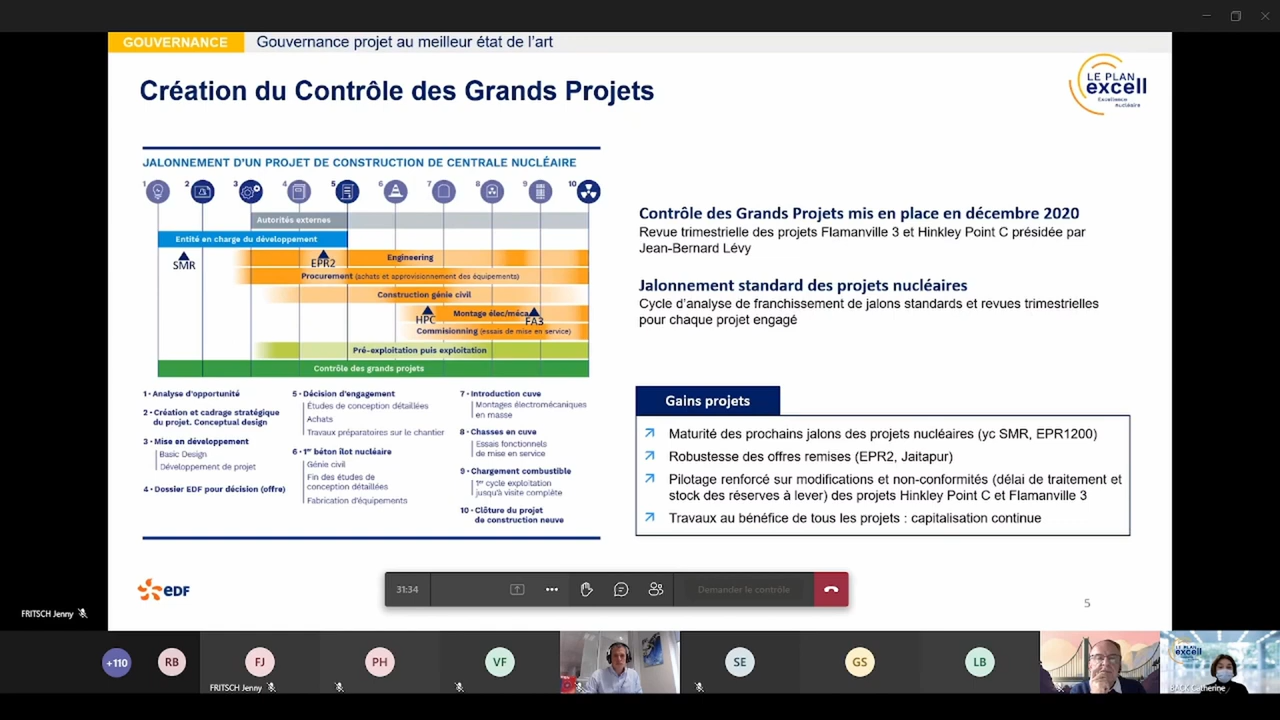 GOUVERNANCE
Gouvernance projet au meilleur état de l'art
Création du Contrôle des Grands Projets
LE PLAN
excell
Excellence
nucléaire
JALONNEMENT D'UN PROJET DE CONSTRUCTION DE CENTRALE NUCLÉAIRE
1 2 3 4 5 6 7 8 9 10
Autorités externes
Entité en charge du développement
SMR
EPR2
Engineering
Procurement (achats et approvisionnement des équipements)
Construction génie civil
HPC
Montage élec/méca
FA3
Commisionning (essais de mise en service)
Pré-exploitation puis exploitation
Contrôle des grands projets
1 • Analyse d'opportunité
2 • Création et cadrage stratégique
du projet. Conceptual design
3 • Mise en développement
Basic Design
Développement de projet
4 • Dossier EDF pour décision (offre)
5 • Décision d'engagement
Études de conception détaillées
Achats
Travaux préparatoires sur le chantier
6 • 1er béton îlot nucléaire
Génie civil
Fin des études de
conception détaillées
Fabrication d'équipements
7 • Introduction cuve
Montages électromécaniques
en masse
8 • Chasses en cuve
Essais fonctionnels
de mise en service
9 • Chargement combustible
1er cycle exploitation
jusqu'à visite complète
10 • Clôture du projet
de construction neuve
Contrôle des Grands Projets mis en place en décembre 2020
Revue trimestrielle des projets Flamanville 3 et Hinkley Point C présidée par
Jean-Bernard Lévy
Jalonnement standard des projets nucléaires
Cycle d'analyse de franchissement de jalons standards et revues trimestrielles
pour chaque projet engagé
Gains projets
Maturité des prochains jalons des projets nucléaires (yc SMR, EPR1200)
Robustesse des offres remises (EPR2, Jaitapur)
Pilotage renforcé sur modifications et non-conformités (délai de traitement et
stock des réserves à lever) des projets Hinkley Point C et Flamanville 3
Travaux au bénéfice de tous les projets : capitalisation continue
EDF
31:34
Demander le contrôle
5
FRITSCH Jenny
+110
RB
FJ
FRITSCH Jenny
PH
VF
SE
GS
LB
LE PLAN
excell
BACK Catherine